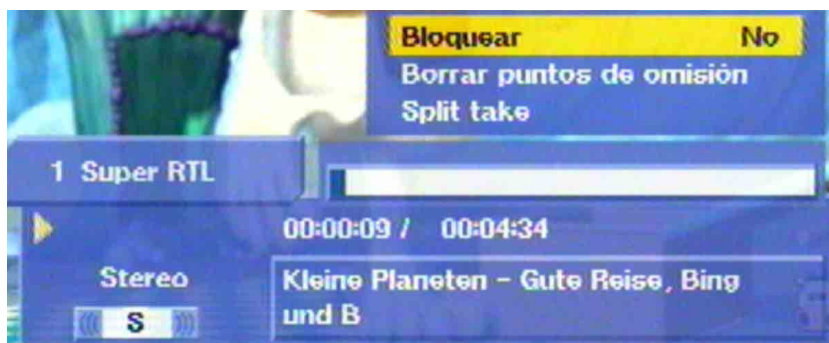 Bloquear No
Borrar puntos de omisión
Split take
1 Super RTL
00:00:09 / 00:04:34
Stereo
S
Kleine Planeten - Gute Reise, Bing
und B